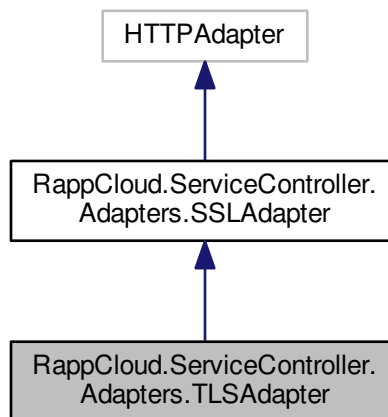 HTTPAdapter
RappCloud.ServiceController.
Adapters.SSLAdapter
RappCloud.ServiceController.
Adapters.TLSAdapter